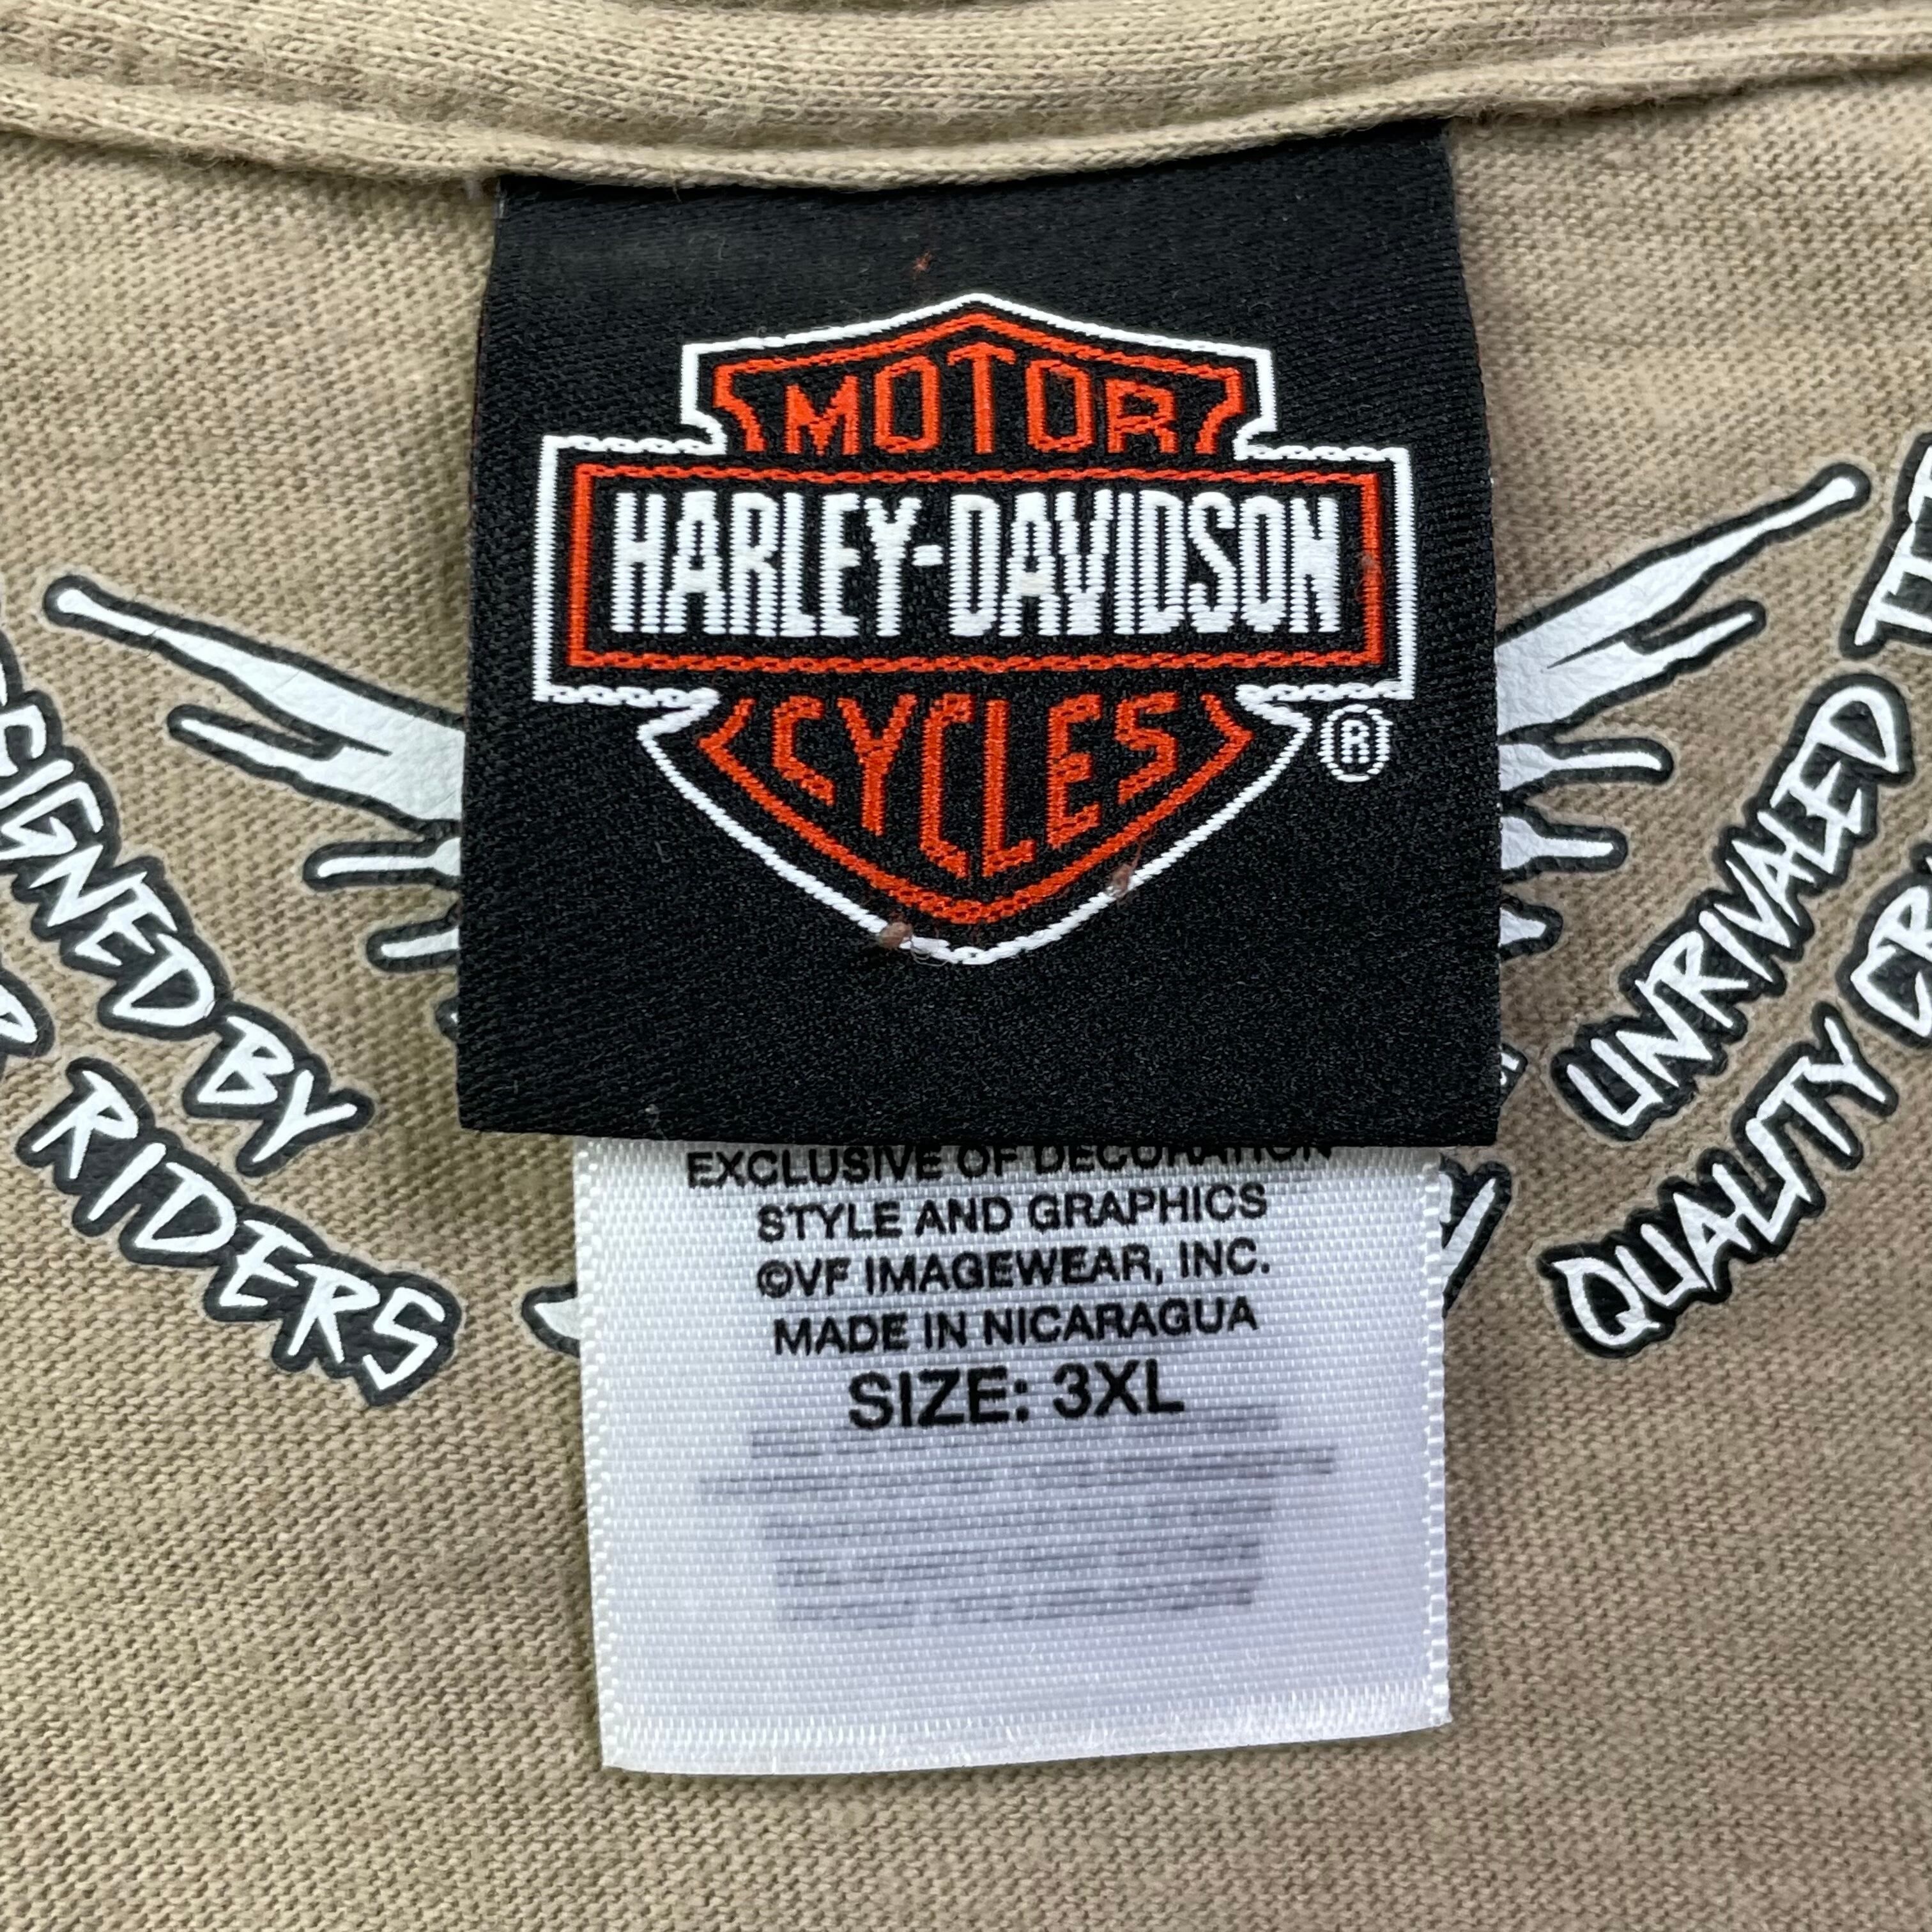 MOTOR
HARLEY-DAVIDSON
CYCLES
®
BY
RIDERS
UNRIVALED
QUALITY
EXCLUSIVE OF DECORATION
STYLE AND GRAPHICS
©VF IMAGEWEAR, INC.
MADE IN NICARAGUA
SIZE: 3XL